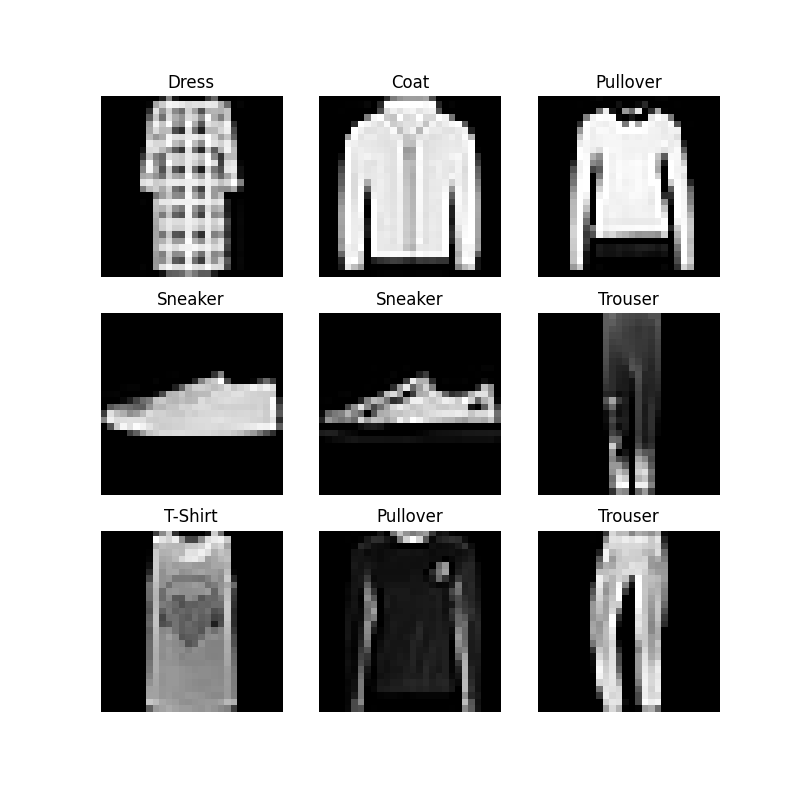 Dress
Coat
Pullover
Sneaker
Sneaker
Trouser
T-Shirt
Pullover
Trouser